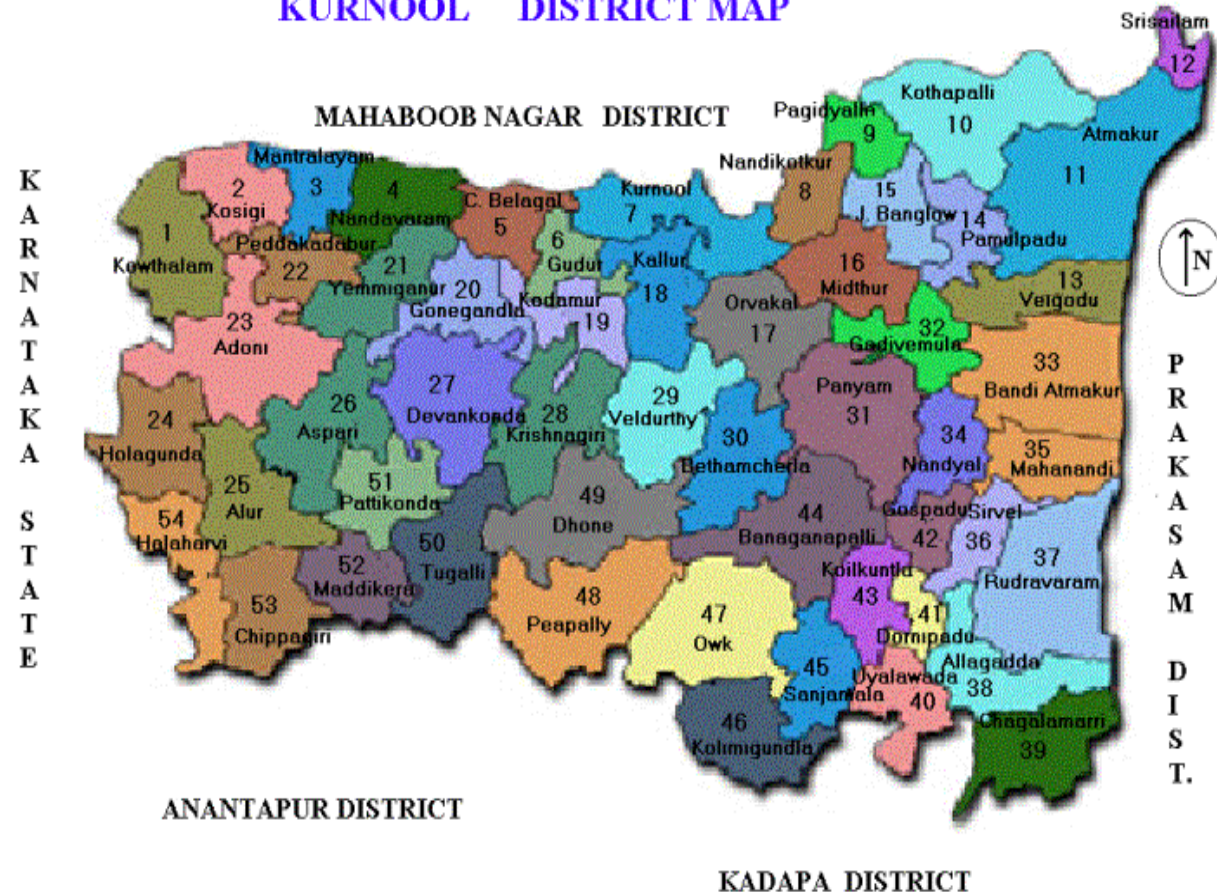 KURNOOL DISTRICT MAP
Srisailam
12
MAHABOOB NAGAR DISTRICT
Kothapalli
10
Pagidyalla
9
Atmakur
11
Nandikotkur
8
15
J. Banglow
14
Pamulpadu
Mantralayam
3
2
Kosigi
4
Nandavaram
C. Belagal
5
Kurnool
7
6
Gudur
1
Kowthalam
Peddakadabur
22
21
Yemmiganur
20
Gonegandla
Kodamur
19
Kallur
18
16
Midthur
13
Velgodu
Orvakal
17
32
Gadivemula
23
Adoni
33
Bandi Atmakur
27
Devankonda
26
Aspari
28
Krishnagiri
29
Veldurthy
30
Bethamcherla
Panyam
31
34
Nandyal
35
Mahanandi
24
Holagunda
25
Alur
51
Pattikonda
49
Dhone
44
Banaganapalli
Gospadu
42
Sirvel
36
37
Rudravaram
54
Halaharvi
52
Maddikera
50
Tugalli
Koilkuntla
43
41
Dornipadu
53
Chippagiri
48
Peapally
47
Owk
45
Sanjamala
Uyalawada
40
Allagadda
38
46
Kolimigundla
Chagalamarri
39
KARNATAKA STATE
N
PRAKASAM DIST.
ANANTAPUR DISTRICT
KADAPA DISTRICT